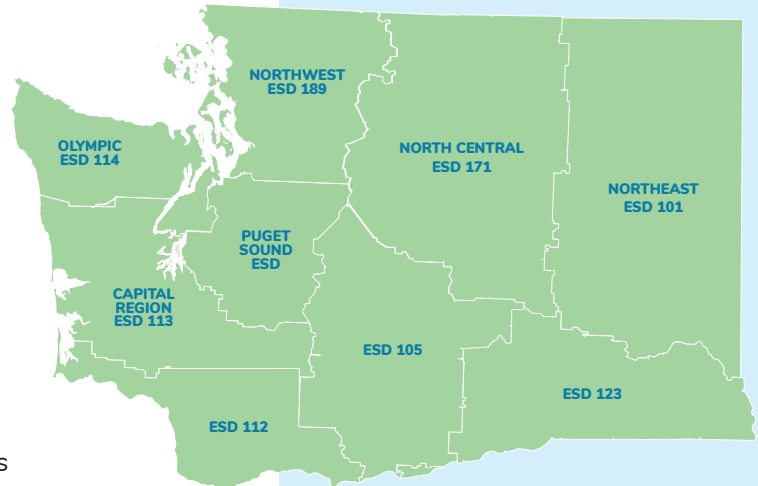 NORTHWEST
ESD 189
OLYMPIC
ESD 114
NORTH CENTRAL
ESD 171
NORTHEAST
ESD 101
PUGET
SOUND
ESD
CAPITAL
REGION
ESD 113
ESD 105
ESD 123
ESD 112
s